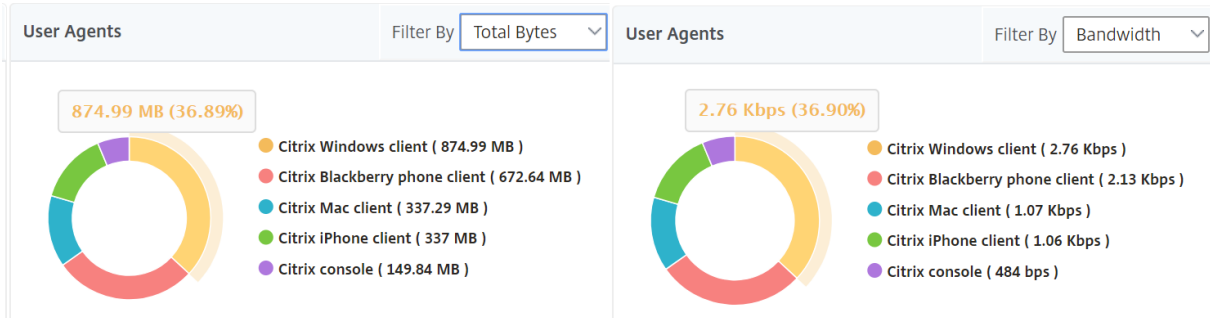 User Agents
Filter By Total Bytes
874.99 MB (36.89%)
Citrix Windows client ( 874.99 MB )
Citrix Blackberry phone client ( 672.64 MB )
Citrix Mac client ( 337.29 MB )
Citrix iPhone client ( 337 MB )
Citrix console ( 149.84 MB )
User Agents
Filter By Bandwidth
2.76 Kbps (36.90%)
Citrix Windows client ( 2.76 Kbps )
Citrix Blackberry phone client ( 2.13 Kbps )
Citrix Mac client ( 1.07 Kbps )
Citrix iPhone client ( 1.06 Kbps )
Citrix console ( 484 bps )